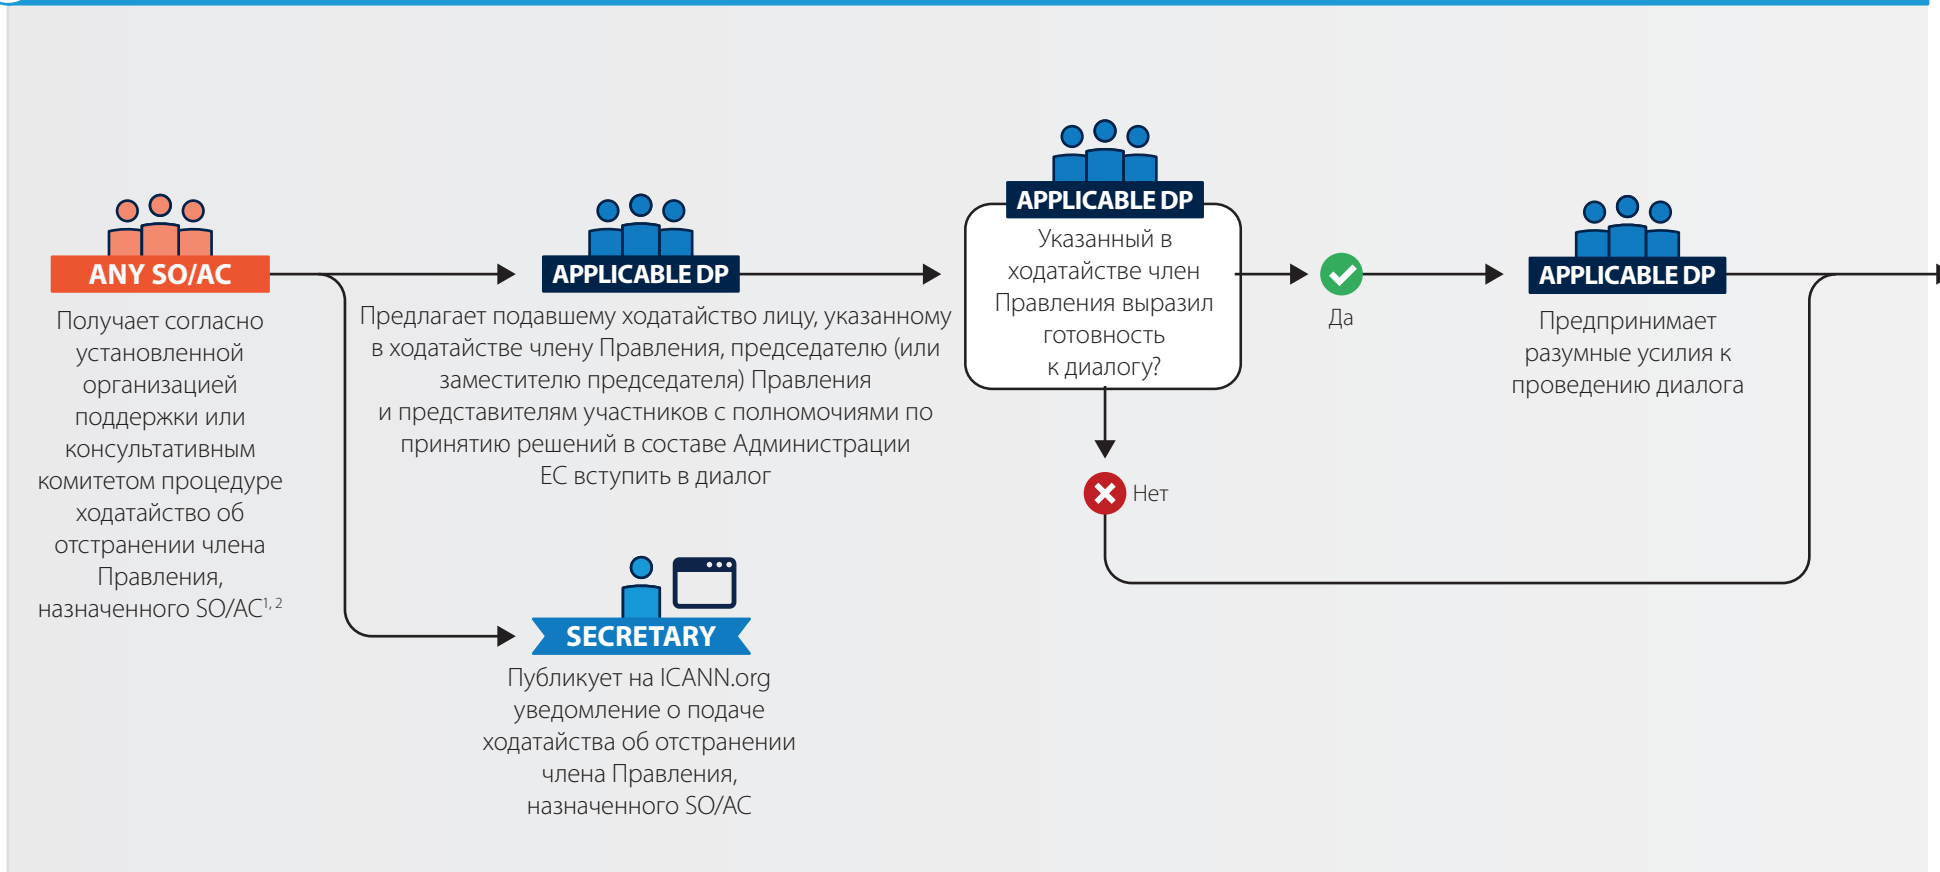 ANY SO/AC
Получает согласно
установленной
организацией
поддержки или
консультативным
комитетом процедуре
ходатайство об
отстранении члена
Правления,
назначенного SO/AC1, 2
APPLICABLE DP
Предлагает подавшему ходатайство лицу, указанному
в ходатайстве члену Правления, председателю (или
заместителю председателя) Правления
и представителям участников с полномочиями по
принятию решений в составе Администрации
ЕС вступить в диалог
SECRETARY
Публикует на ICANN.org
уведомление о подаче
ходатайства об отстранении
члена Правления,
назначенного SO/AC
APPLICABLE DP
Указанный в
ходатайстве член
Правления выразил
готовность
к диалогу?
Да
Нет
APPLICABLE DP
Предпринимает
разумные усилия к
проведению диалога